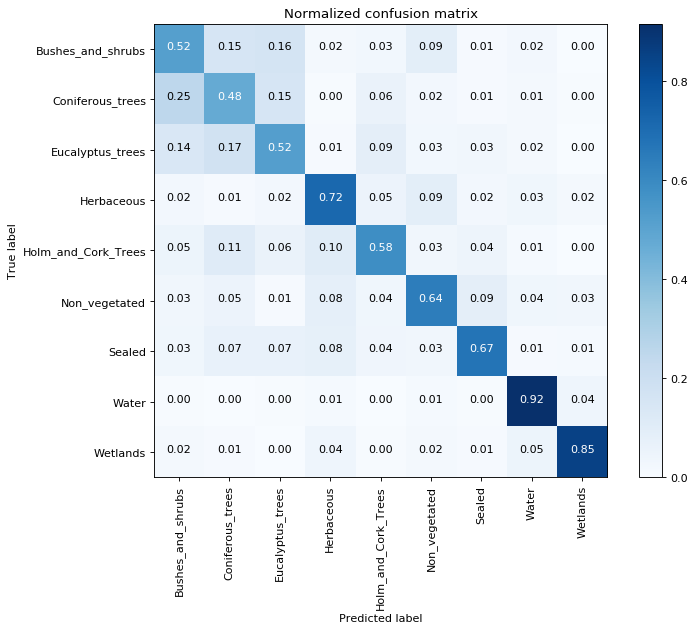 Normalized confusion matrix
Bushes_and_shrubs 0.52 0.15 0.16 0.02 0.03 0.09 0.01 0.02 0.00
Coniferous_trees 0.25 0.48 0.15 0.00 0.06 0.02 0.01 0.01 0.00
Eucalyptus_trees 0.14 0.17 0.52 0.01 0.09 0.03 0.03 0.02 0.00
Herbaceous 0.02 0.01 0.02 0.72 0.05 0.09 0.02 0.03 0.02
Holm_and_Cork_Trees 0.05 0.11 0.06 0.10 0.58 0.03 0.04 0.01 0.00
Non_vegetated 0.03 0.05 0.01 0.08 0.04 0.64 0.09 0.04 0.03
Sealed 0.03 0.07 0.07 0.08 0.04 0.03 0.67 0.01 0.01
Water 0.00 0.00 0.00 0.01 0.00 0.01 0.00 0.92 0.04
Wetlands 0.02 0.01 0.00 0.04 0.00 0.02 0.01 0.05 0.85
True label
Bushes_and_shrubs
Coniferous_trees
Eucalyptus_trees
Herbaceous
Holm_and_Cork_Trees
Non_vegetated
Sealed
Water
Wetlands
Predicted label
0.8
0.6
0.4
0.2
0.0